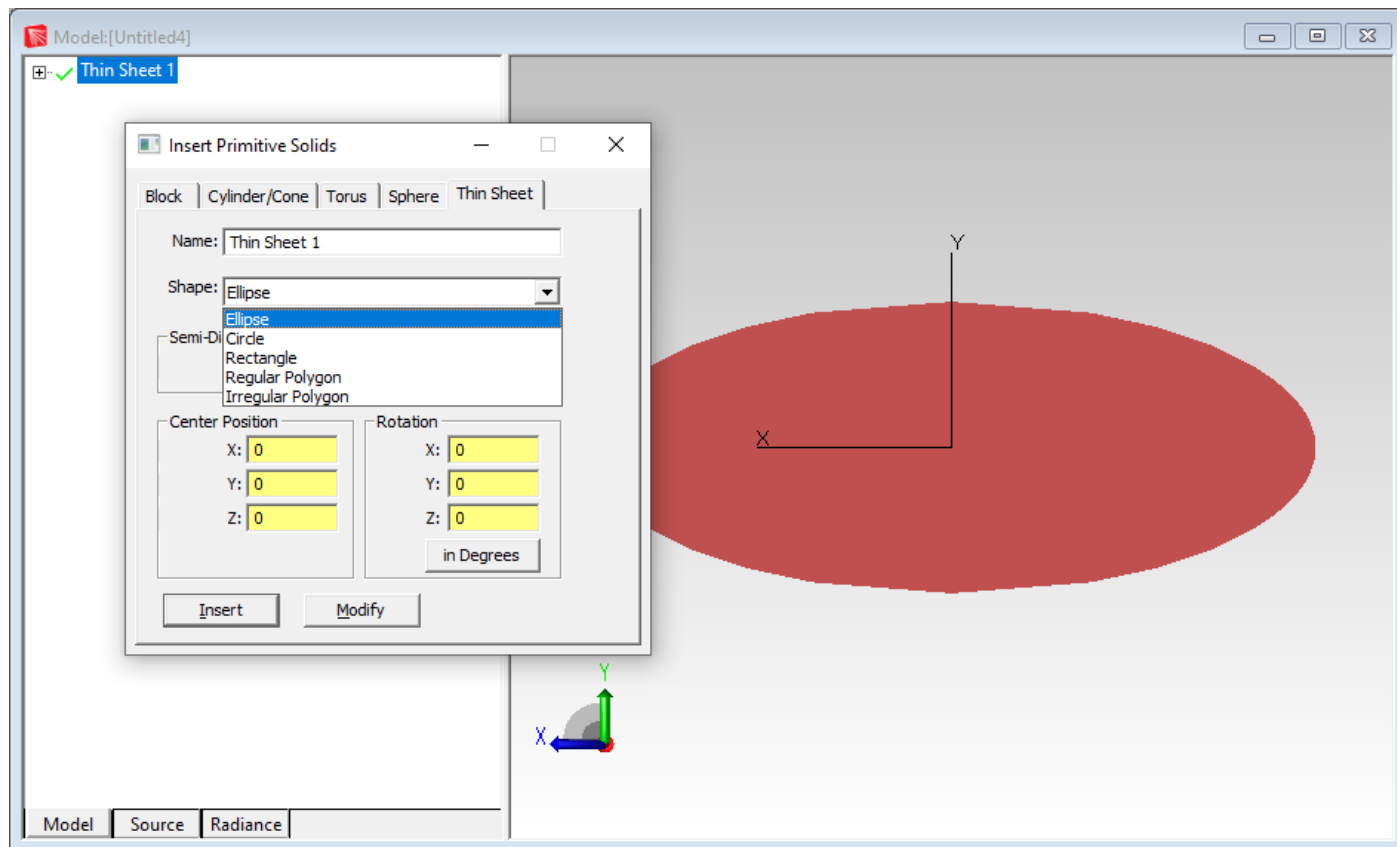 Model:[Untitled4]
Thin Sheet 1
Insert Primitive Solids
Block Cylinder/Cone Torus Sphere Thin Sheet
Name: Thin Sheet 1
Shape: Ellipse
Ellipse
Semi-Di Circle
Rectangle
Regular Polygon
Irregular Polygon
Center Position Rotation
X: 0 X: 0
Y: 0 Y: 0
Z: 0 Z: 0
in Degrees
Insert Modify
Y
X
Y
X
Model Source Radiance